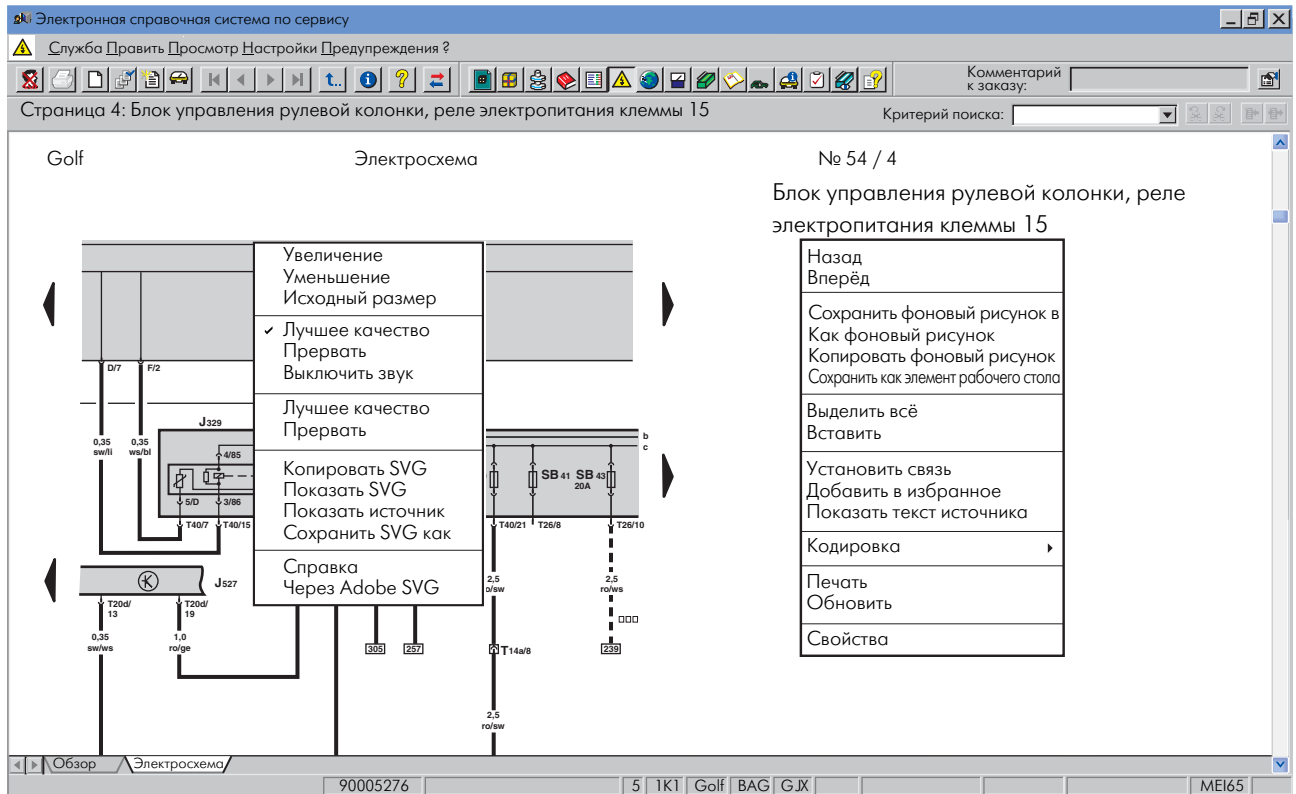 Электронная справочная система по сервису
Служба Править Просмотр Настройки Предупреждения ?
t..
Комментарий
к заказу:
Страница 4: Блок управления рулевой колонки, реле электропитания клеммы 15
Критерий поиска:
Golf Электросхема № 54 / 4
Блок управления рулевой колонки, реле
электропитания клеммы 15
Увеличение
Уменьшение
Исходный размер
✓ Лучшее качество
Прервать
Выключить звук
Лучшее качество
Прервать
Копировать SVG
Показать SVG
Показать источник
Сохранить SVG как
Справка
Через Adobe SVG
Назад
Вперёд
Сохранить фоновый рисунок в
Как фоновый рисунок
Копировать фоновый рисунок
Сохранить как элемент рабочего стола
Выделить всё
Вставить
Установить связь
Добавить в избранное
Показать текст источника
Кодировка
Печать
Обновить
Свойства
D/7 F/2
J329
0,35
sw/li
0,35
ws/bl
4/85
5/D 3/86
T40/7 T40/15
b
c
SB 41 SB 43
20A
T40/21 T26/8 T26/10
K J527
T20d/
13
T20d/
19
0,35
sw/ws
1,0
ro/ge
2,5
ro/sw
2,5
ro/ws
305 257 T14a/8 239
2,5
ro/sw
Обзор Электросхема
90005276 5 1K1 Golf BAG GJX MEI65